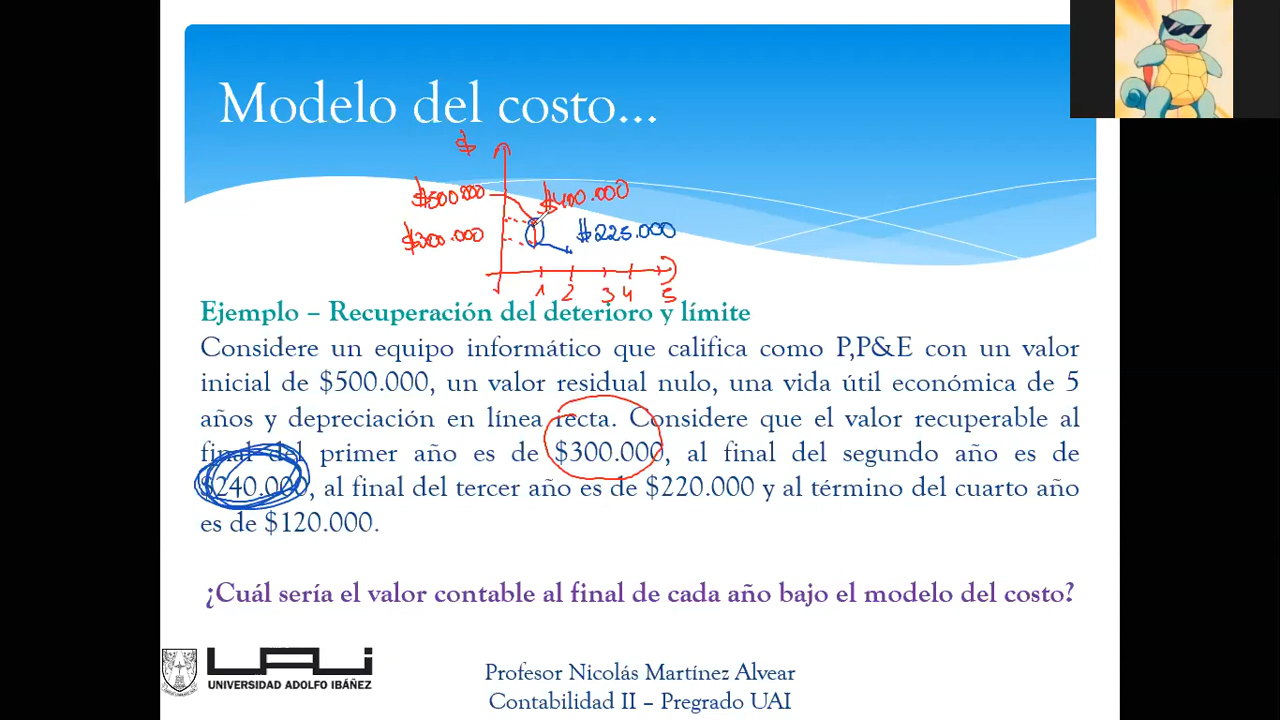 Modelo del costo...
$
$500.000
$400.000
$300.000
$225.000
1 2 3 4 5
Ejemplo – Recuperación del deterioro y límite
Considere un equipo informático que califica como P,P&E con un valor
inicial de $500.000, un valor residual nulo, una vida útil económica de 5
años y depreciación en línea recta. Considere que el valor recuperable al
final del primer año es de $300.000, al final del segundo año es de
$240.000, al final del tercer año es de $220.000 y al término del cuarto año
es de $120.000.
¿Cuál sería el valor contable al final de cada año bajo el modelo del costo?
UAI
UNIVERSIDAD ADOLFO IBÁÑEZ
Profesor Nicolás Martínez Alvear
Contabilidad II – Pregrado UAI